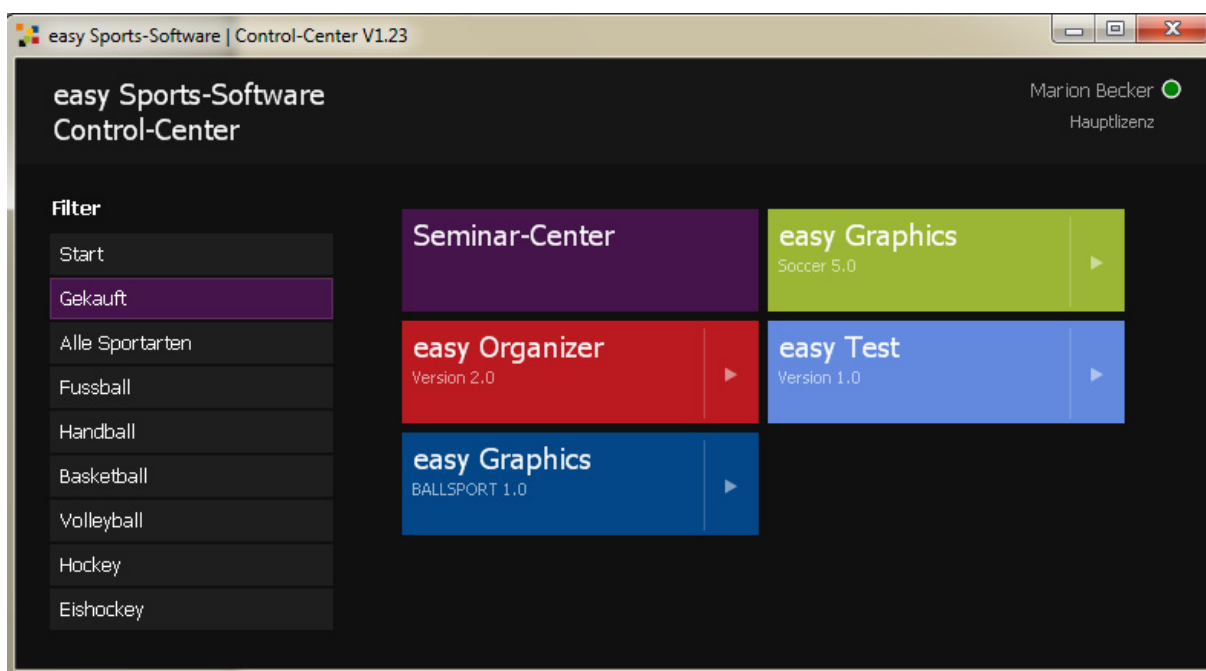 easy Sports-Software | Control-Center V1.23
easy Sports-Software
Control-Center
Marion Becker
Hauptlizenz
Filter
Start
Gekauft
Alle Sportarten
Fussball
Handball
Basketball
Volleyball
Hockey
Eishockey
Seminar-Center
easy Graphics
Soccer 5.0
easy Organizer
Version 2.0
easy Test
Version 1.0
easy Graphics
BALLSPORT 1.0